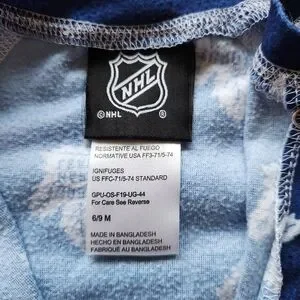 NHL
©NHL ®
RESISTENTE AL FUEGO
NORMATIVE USA FF3-71/5-74
IGNIFUGES
US FFC-71/5-74 STANDARD
GPU-OS-F19-UG-44
For Care See Reverse
6/9 M
MADE IN BANGLADESH
HECHO EN BANGLADESH
FABRIQUÉ AU BANGLADESH